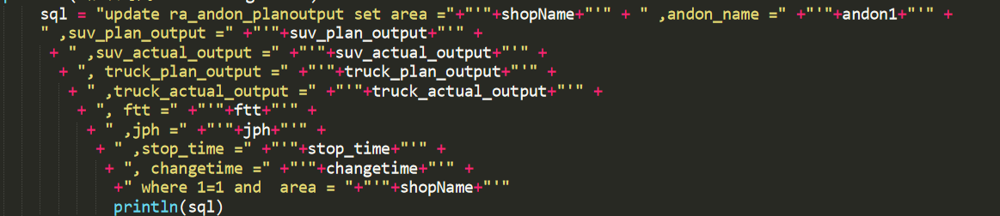 sql = "update ra_andon_planoutput set area ="+"'"+shopName+"'" + " ,andon_name =" +"'"+andon1+"'" +
" ,suv_plan_output =" +"'"+suv_plan_output+"'" +
+ " ,suv_actual_output =" +"'"+suv_actual_output+"'" +
+ ", truck_plan_output =" +"'"+truck_plan_output+"'" +
+ " ,truck_actual_output =" +"'"+truck_actual_output+"'" +
+ ", ftt =" +"'"+ftt+"'" +
+ " ,jph =" +"'"+jph+"'" +
+ " ,stop_time =" +"'"+stop_time+"'" +
+ ", changetime =" +"'"+changetime+"'" +
+" where 1=1 and  area = "+"'"+shopName+"'"
println(sql)